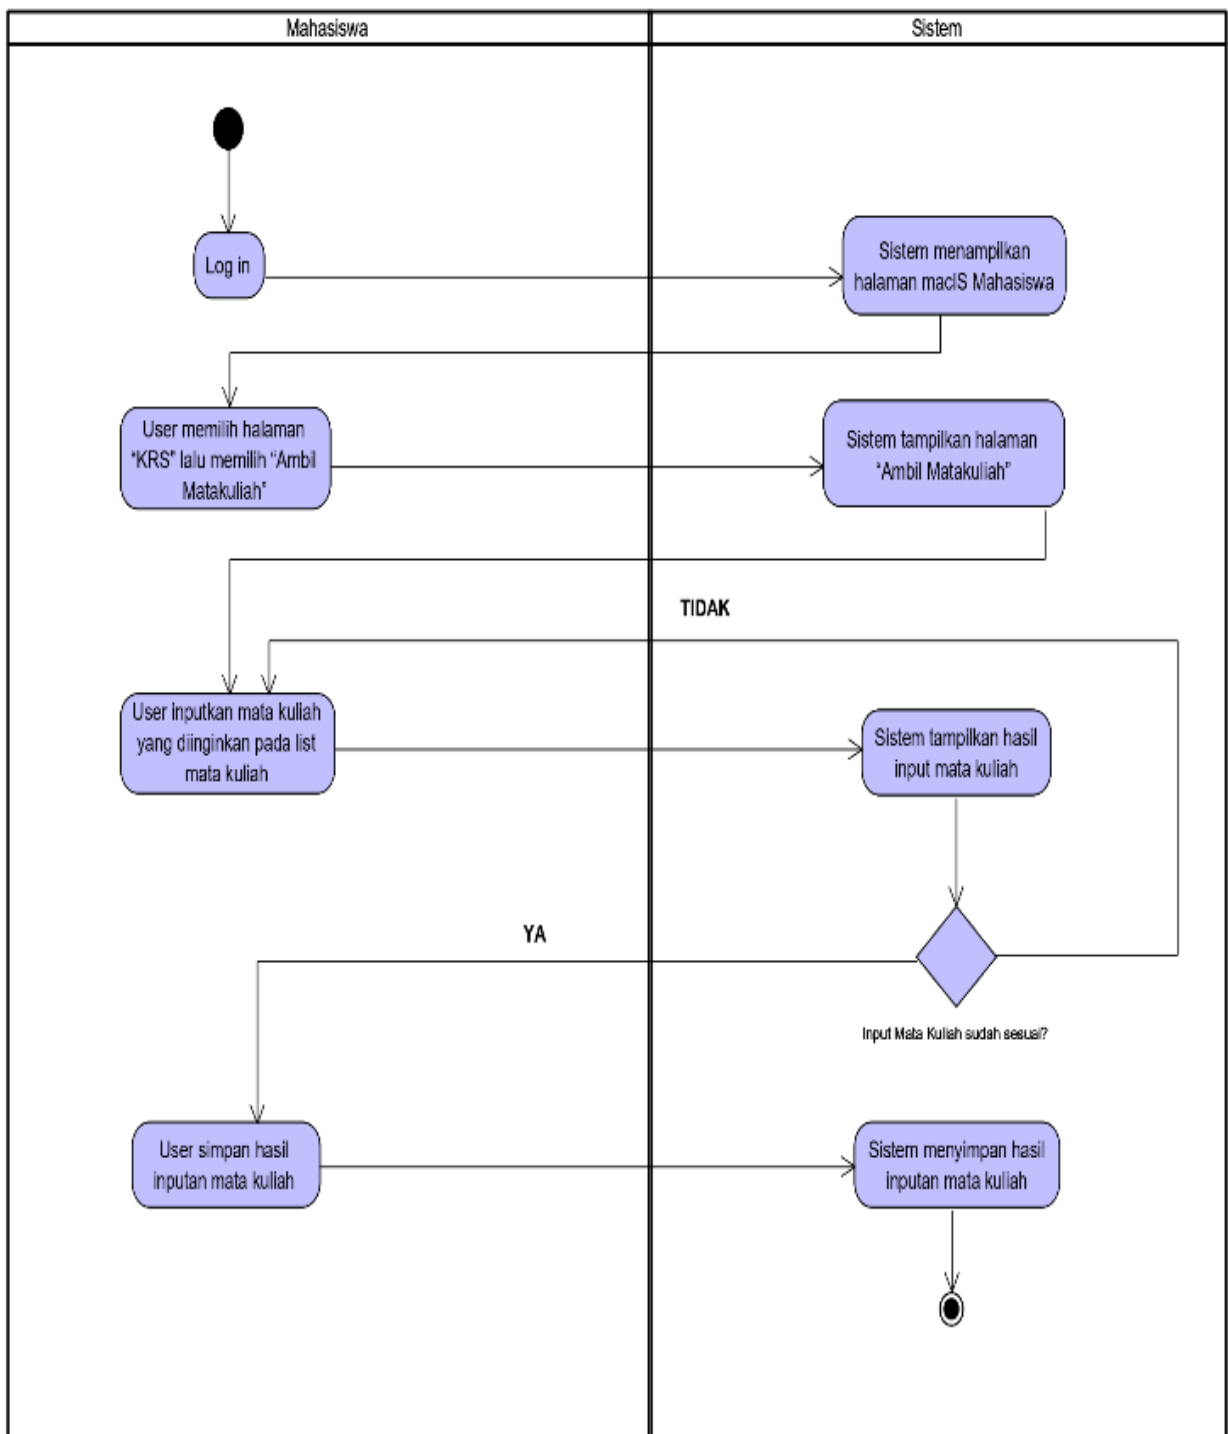 Mahasiswa
Sistem
Log in
Sistem menampilkan
halaman macIS Mahasiswa
User memilih halaman
“KRS” lalu memilih “Ambil
Matakuliah”
Sistem tampilkan halaman
“Ambil Matakuliah”
TIDAK
User inputkan mata kuliah
yang diinginkan pada list
mata kuliah
Sistem tampilkan hasil
input mata kuliah
YA
Input Mata Kuliah sudah sesuai?
User simpan hasil
inputan mata kuliah
Sistem menyimpan hasil
inputan mata kuliah